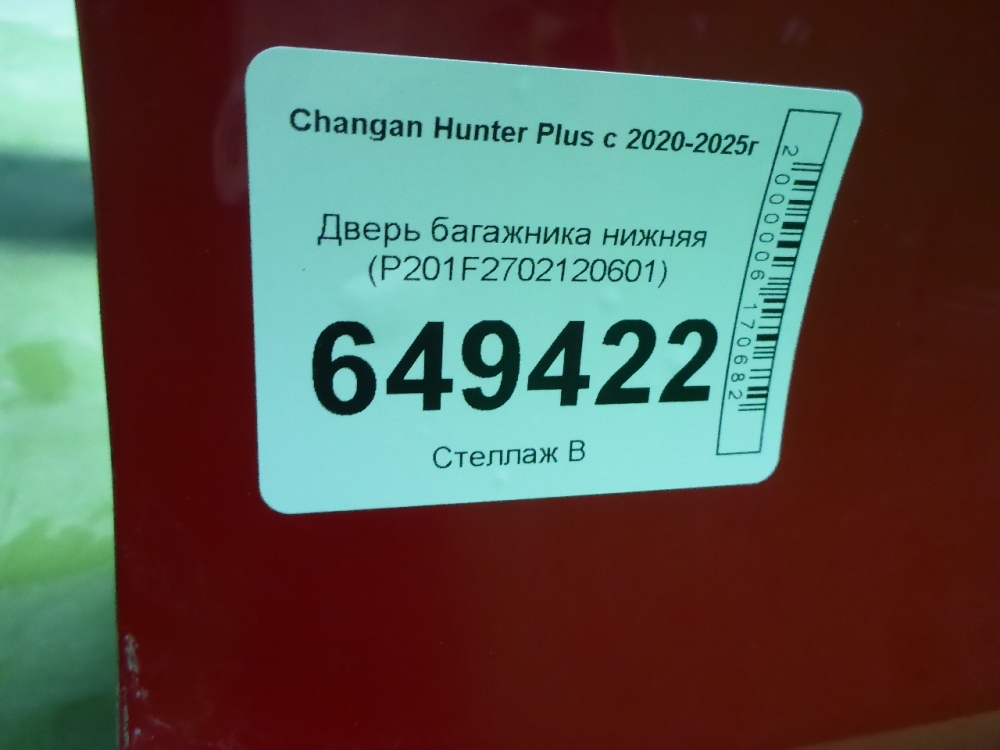 Changan Hunter Plus с 2020-2025г
Дверь багажника нижняя
(P201F2702120601)
649422
Стеллаж В
2000006170682